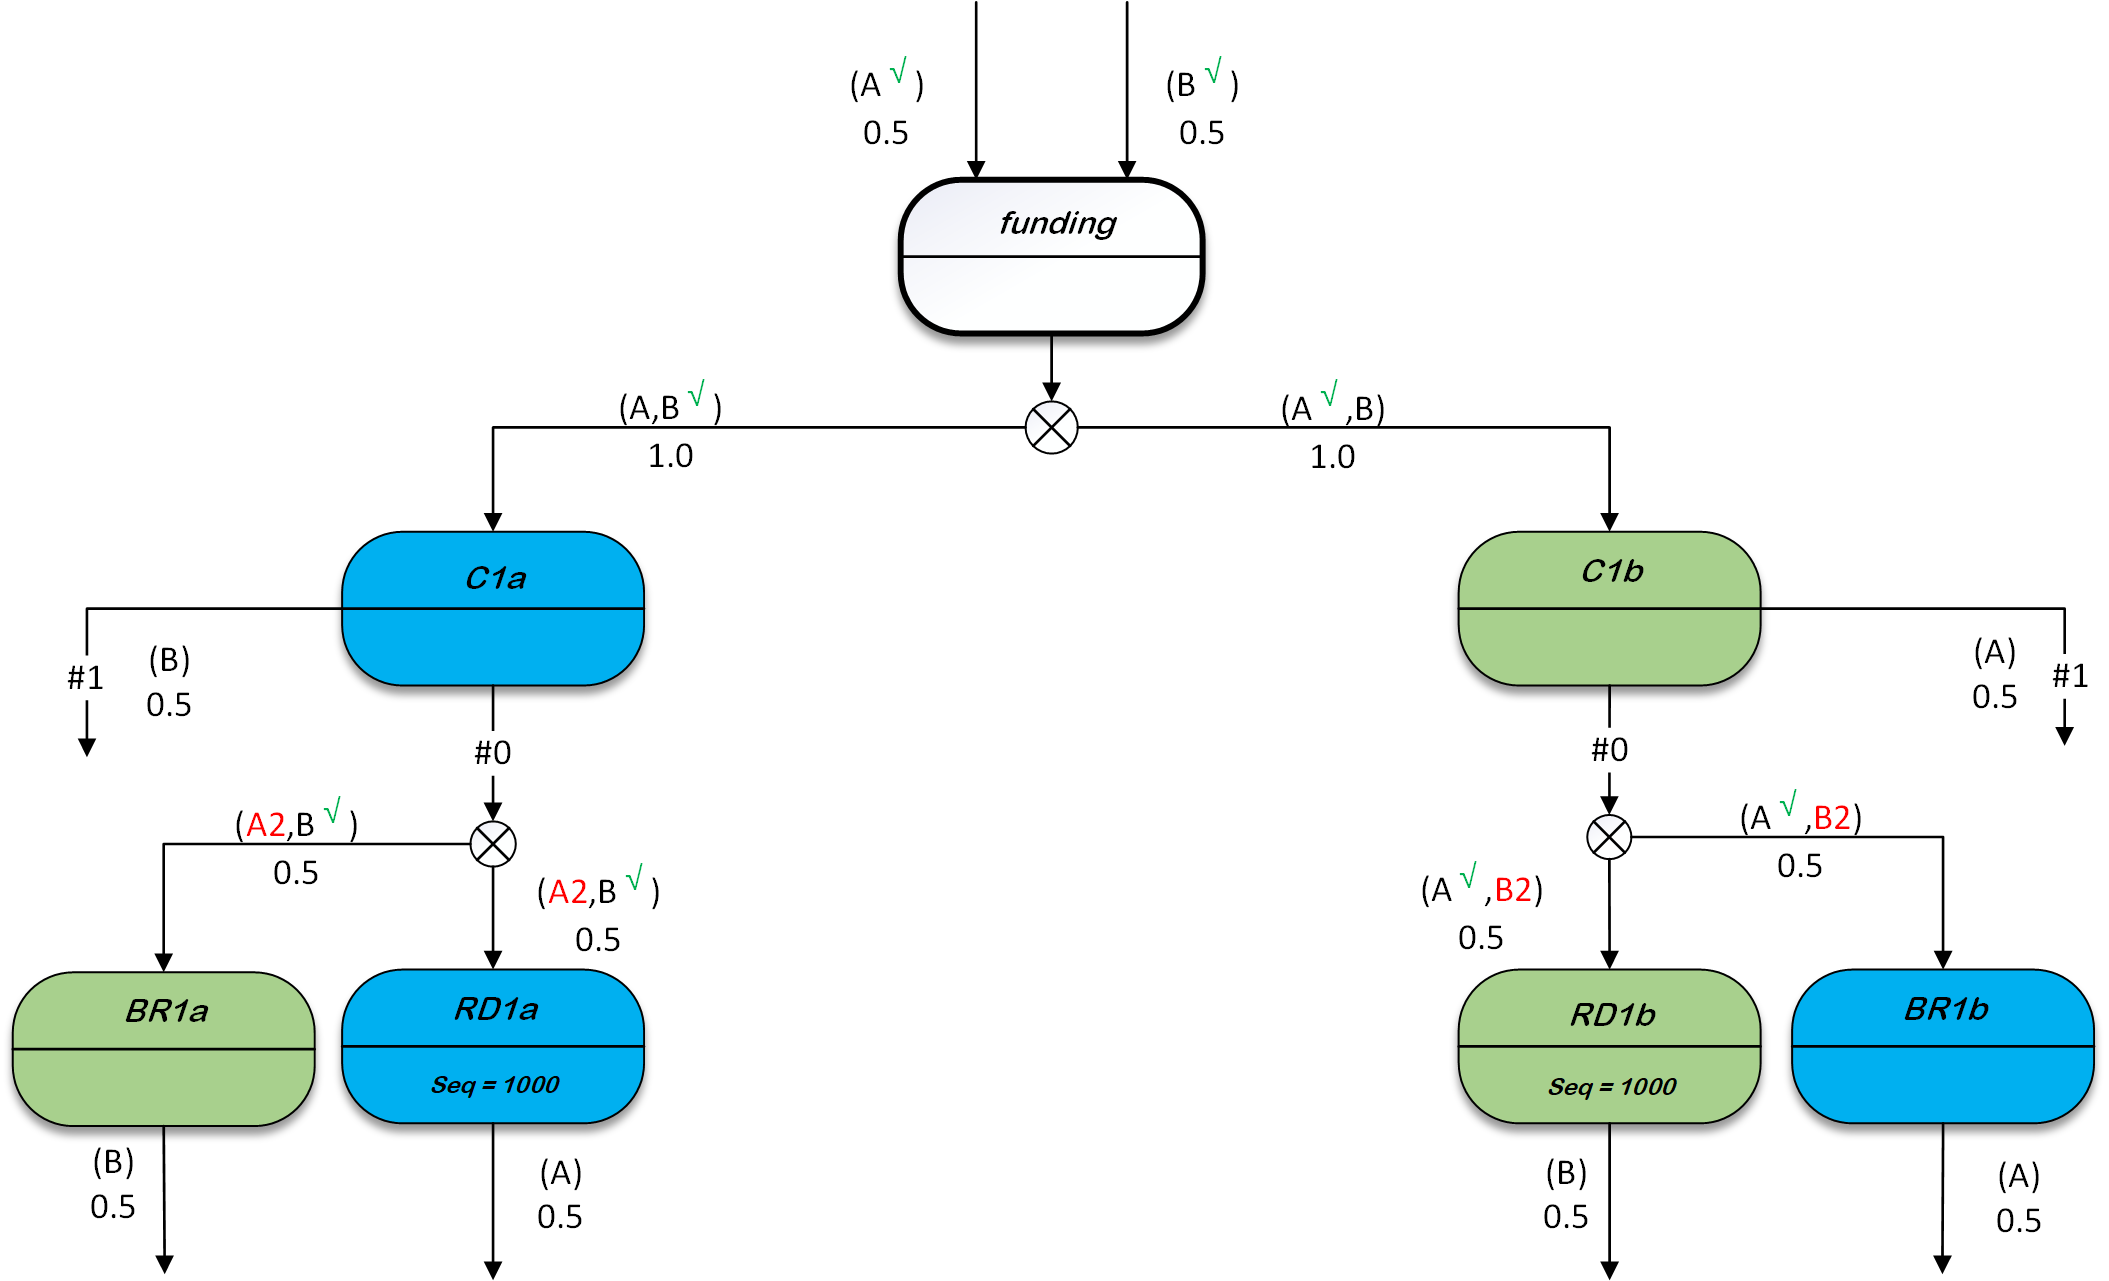 (A √ )
0.5
(B √ )
0.5
funding
(A,B √ )
1.0
(A √ ,B)
1.0
C1a
C1b
(B)
0.5
#1
(A)
0.5
#1
#0
#0
(A2,B √ )
0.5
(A2,B √ )
0.5
(A √ ,B2)
0.5
(A √ ,B2)
0.5
BR1a
RD1a
Seq = 1000
RD1b
Seq = 1000
BR1b
(B)
0.5
(A)
0.5
(B)
0.5
(A)
0.5